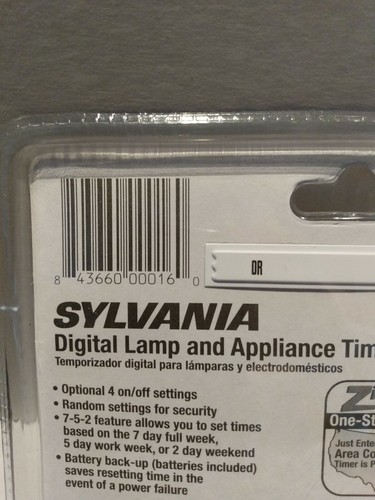 DR
8 43660 00016 0
SYLVANIA
Digital Lamp and Appliance
Temporizador digital para lámparas y electrodomésticos
• Optional 4 on/off settings
• Random settings for security
• 7-5-2 feature allows you to set times
based on the 7 day full week,
5 day work week, or 2 day weekend
• Battery back-up (batteries included)
saves resetting time in the
event of a power failure
Just Ente
Area Co
Timer is P